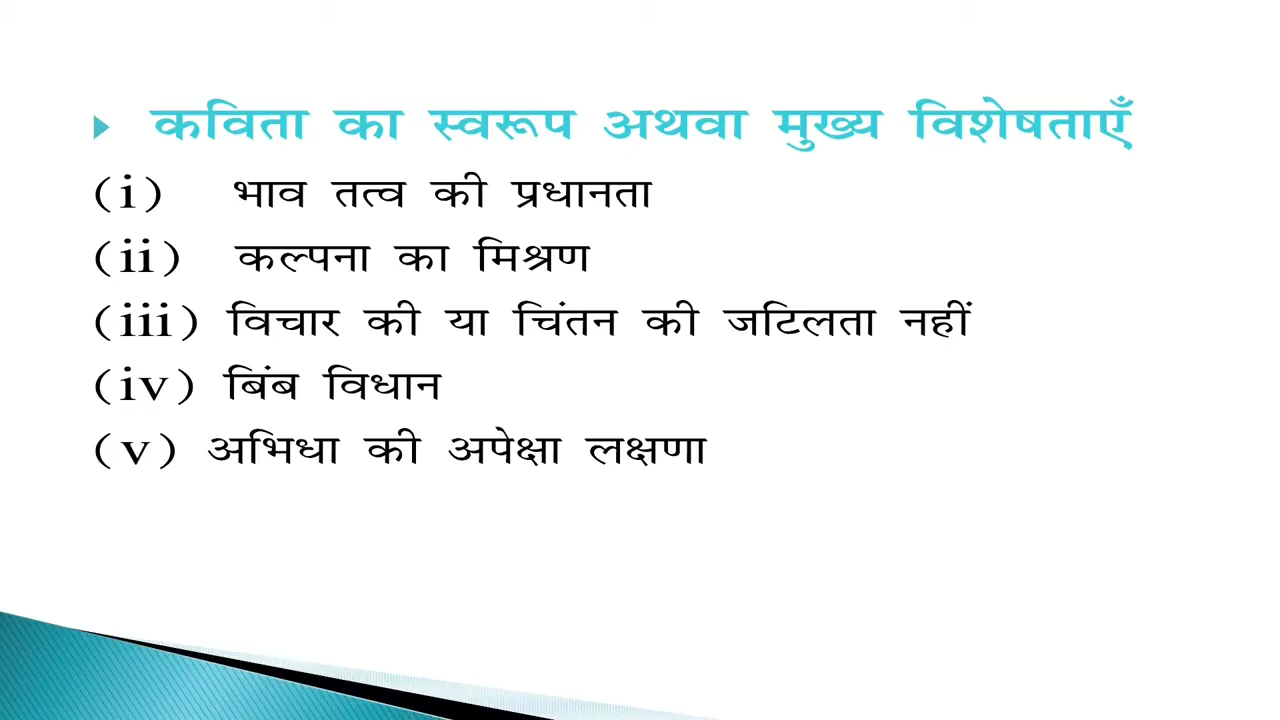 कविता का स्वरूप अथवा मुख्य विशेषताएँ
(i) भाव तत्व की प्रधानता
(ii) कल्पना का मिश्रण
(iii) विचार की या चिंतन की जटिलता नहीं
(iv) बिंब विधान
(v) अभिधा की अपेक्षा लक्षणा